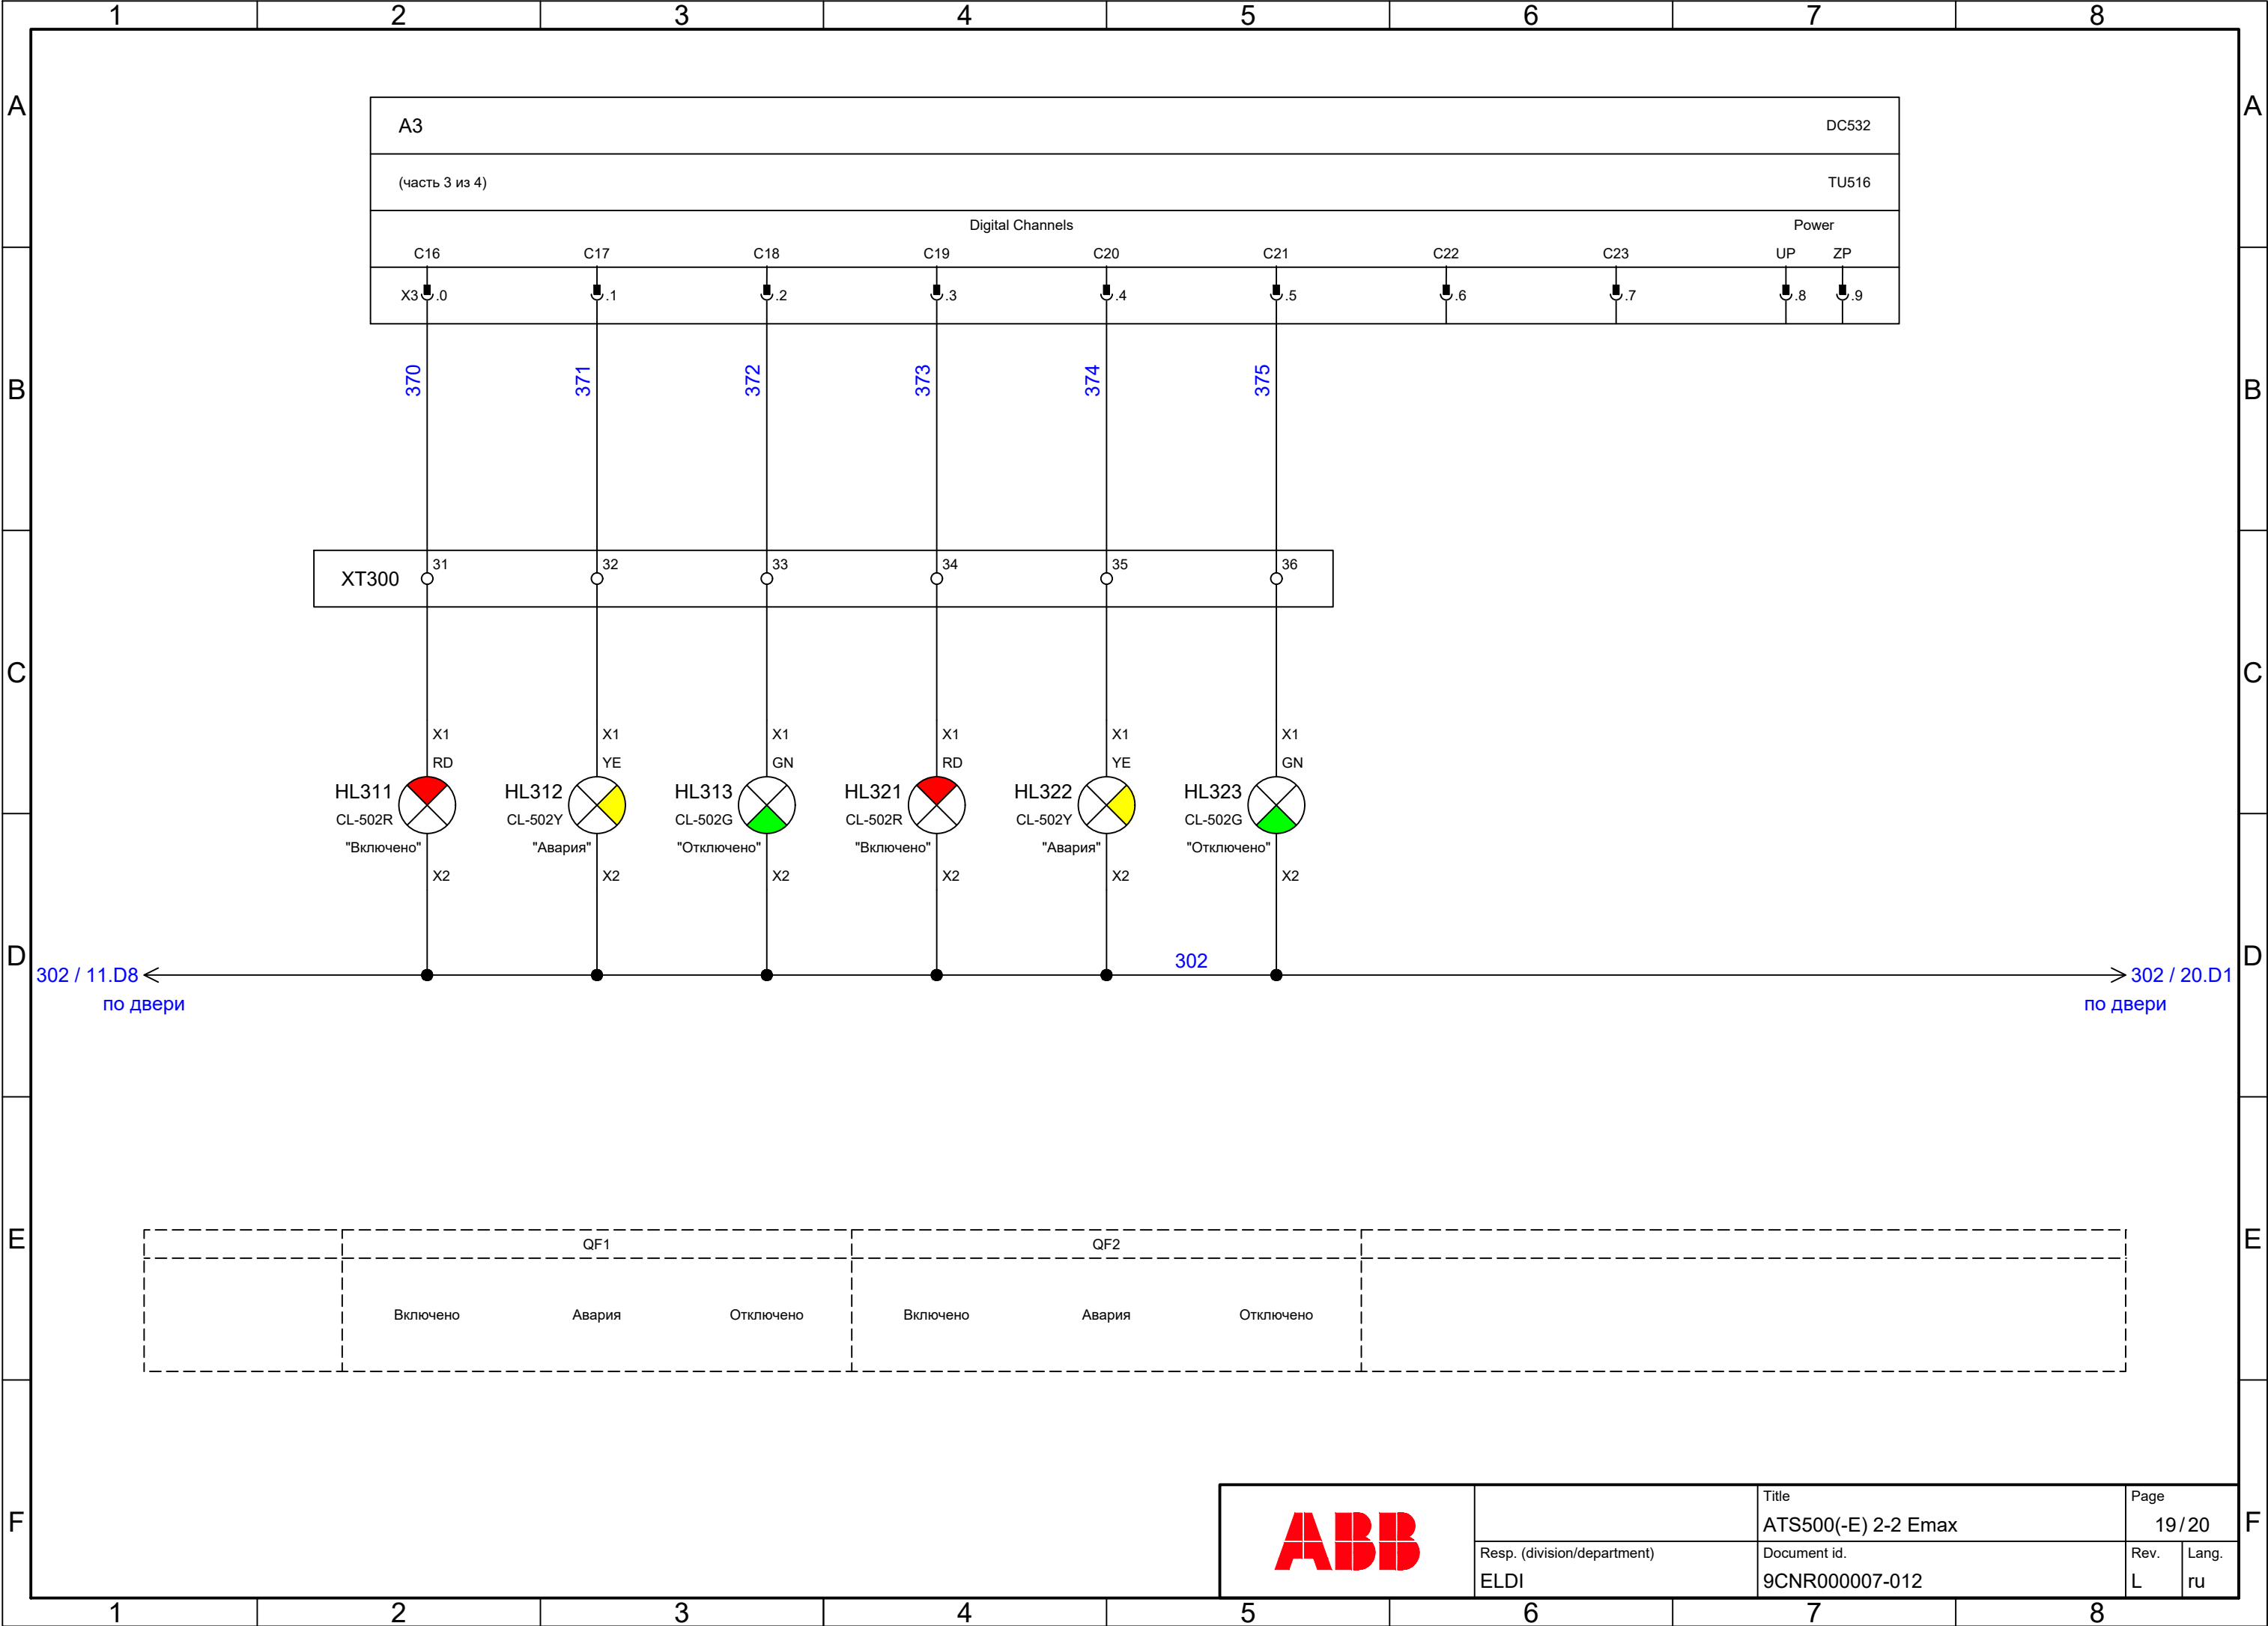 1 2 3 4 5 6 7 8
A A
A3 DC532
(часть 3 из 4) TU516
Digital Channels Power
C16 C17 C18 C19 C20 C21 C22 C23 UP ZP
X3 .0 .1 .2 .3 .4 .5 .6 .7 .8 .9
370 371 372 373 374 375
B B
XT300 31 32 33 34 35 36
C C
X1 X1 X1 X1 X1 X1
RD YE GN RD YE GN
HL311 HL312 HL313 HL321 HL322 HL323
CL-502R CL-502Y CL-502G CL-502R CL-502Y CL-502G
"Включено" "Авария" "Отключено" "Включено" "Авария" "Отключено"
X2 X2 X2 X2 X2 X2
D D
302
302 / 11.D8 302 / 20.D1
по двери по двери
E E
QF1 QF2
Включено Авария Отключено Включено Авария Отключено
F F
ABB
Title
ATS500(-E) 2-2 Emax
Page
19/20
Resp. (division/department)
ELDI
Document id.
9CNR000007-012
Rev.
L
Lang.
ru
1 2 3 4 5 6 7 8